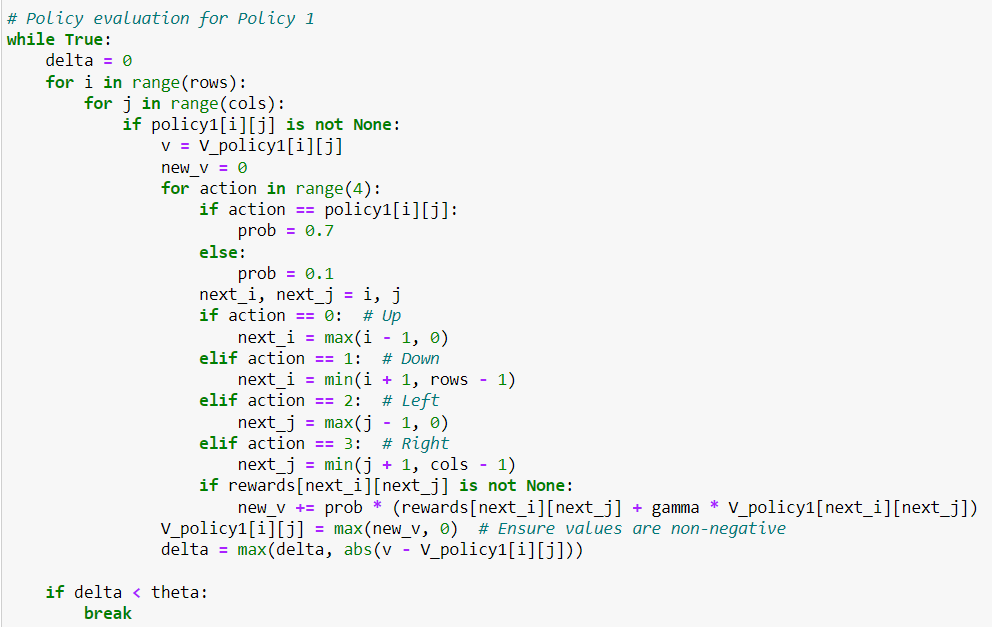 # Policy evaluation for Policy 1
while True:
    delta = 0
    for i in range(rows):
        for j in range(cols):
            if policy1[i][j] is not None:
                v = V_policy1[i][j]
                new_v = 0
                for action in range(4):
                    if action == policy1[i][j]:
                        prob = 0.7
                    else:
                        prob = 0.1
                    next_i, next_j = i, j
                    if action == 0:  # Up
                        next_i = max(i - 1, 0)
                    elif action == 1:  # Down
                        next_i = min(i + 1, rows - 1)
                    elif action == 2:  # Left
                        next_j = max(j - 1, 0)
                    elif action == 3:  # Right
                        next_j = min(j + 1, cols - 1)
                    if rewards[next_i][next_j] is not None:
                        new_v += prob * (rewards[next_i][next_j] + gamma * V_policy1[next_i][next_j])
                V_policy1[i][j] = max(new_v, 0)  # Ensure values are non-negative
                delta = max(delta, abs(v - V_policy1[i][j]))

    if delta < theta:
        break